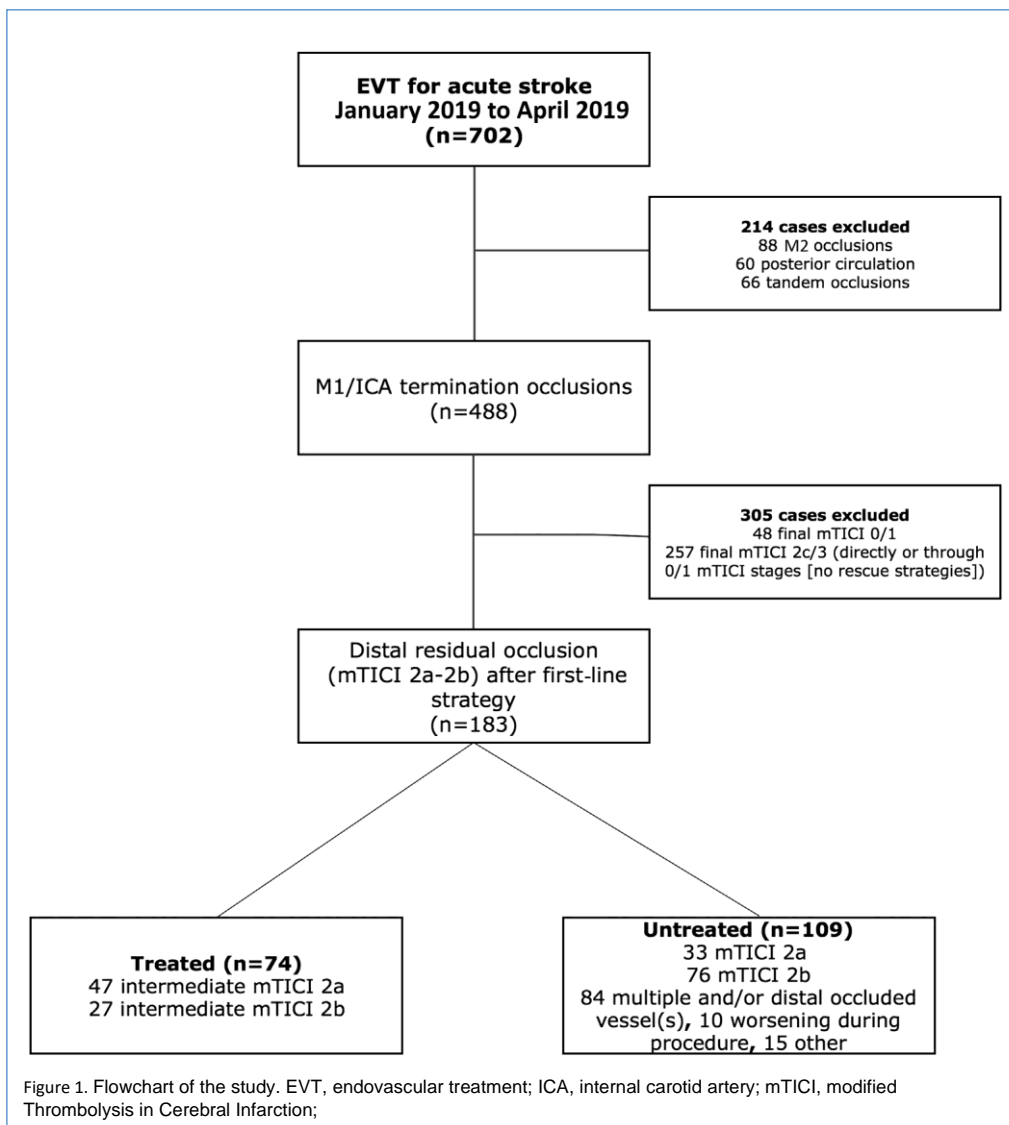 EVT for acute stroke
January 2019 to April 2019
(n=702)
214 cases excluded
88 M2 occlusions
60 posterior circulation
66 tandem occlusions
M1/ICA termination occlusions
(n=488)
305 cases excluded
48 final mTICI 0/1
257 final mTICI 2c/3 (directly or through
0/1 mTICI stages [no rescue strategies])
Distal residual occlusion
(mTICI 2a-2b) after first-line
strategy
(n=183)
Treated (n=74)
47 intermediate mTICI 2a
27 intermediate mTICI 2b
Untreated (n=109)
33 mTICI 2a
76 mTICI 2b
84 multiple and/or distal occluded
vessel(s), 10 worsening during
procedure, 15 other
Figure 1. Flowchart of the study. EVT, endovascular treatment; ICA, internal carotid artery; mTICI, modified
Thrombolysis in Cerebral Infarction;